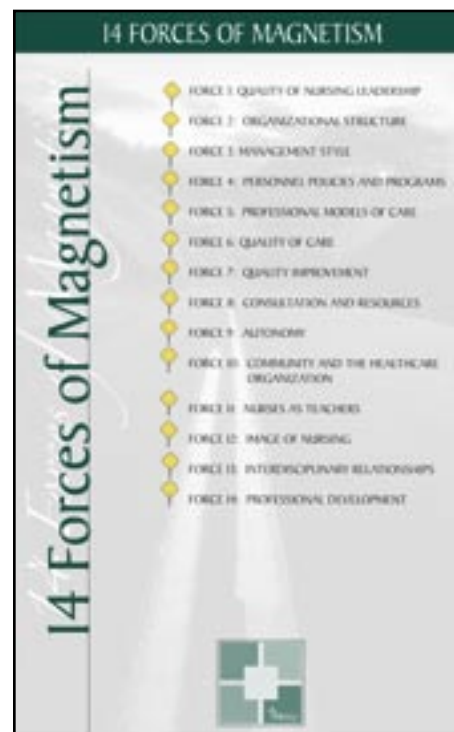 14 FORCES OF MAGNETISM
14 Forces of Magnetism
FORCE 1: QUALITY OF NURSING LEADERSHIP
FORCE 2: ORGANIZATIONAL STRUCTURE
FORCE 3: MANAGEMENT STYLE
FORCE 4: PERSONNEL POLICIES AND PROGRAMS
FORCE 5: PROFESSIONAL MODELS OF CARE
FORCE 6: QUALITY OF CARE
FORCE 7: QUALITY IMPROVEMENT
FORCE 8: CONSULTATION AND RESOURCES
FORCE 9: AUTONOMY
FORCE 10: COMMUNITY AND THE HEALTHCARE
ORGANIZATION
FORCE 11: NURSES AS TEACHERS
FORCE 12: IMAGE OF NURSING
FORCE 13: INTERDISCIPLINARY RELATIONSHIPS
FORCE 14: PROFESSIONAL DEVELOPMENT